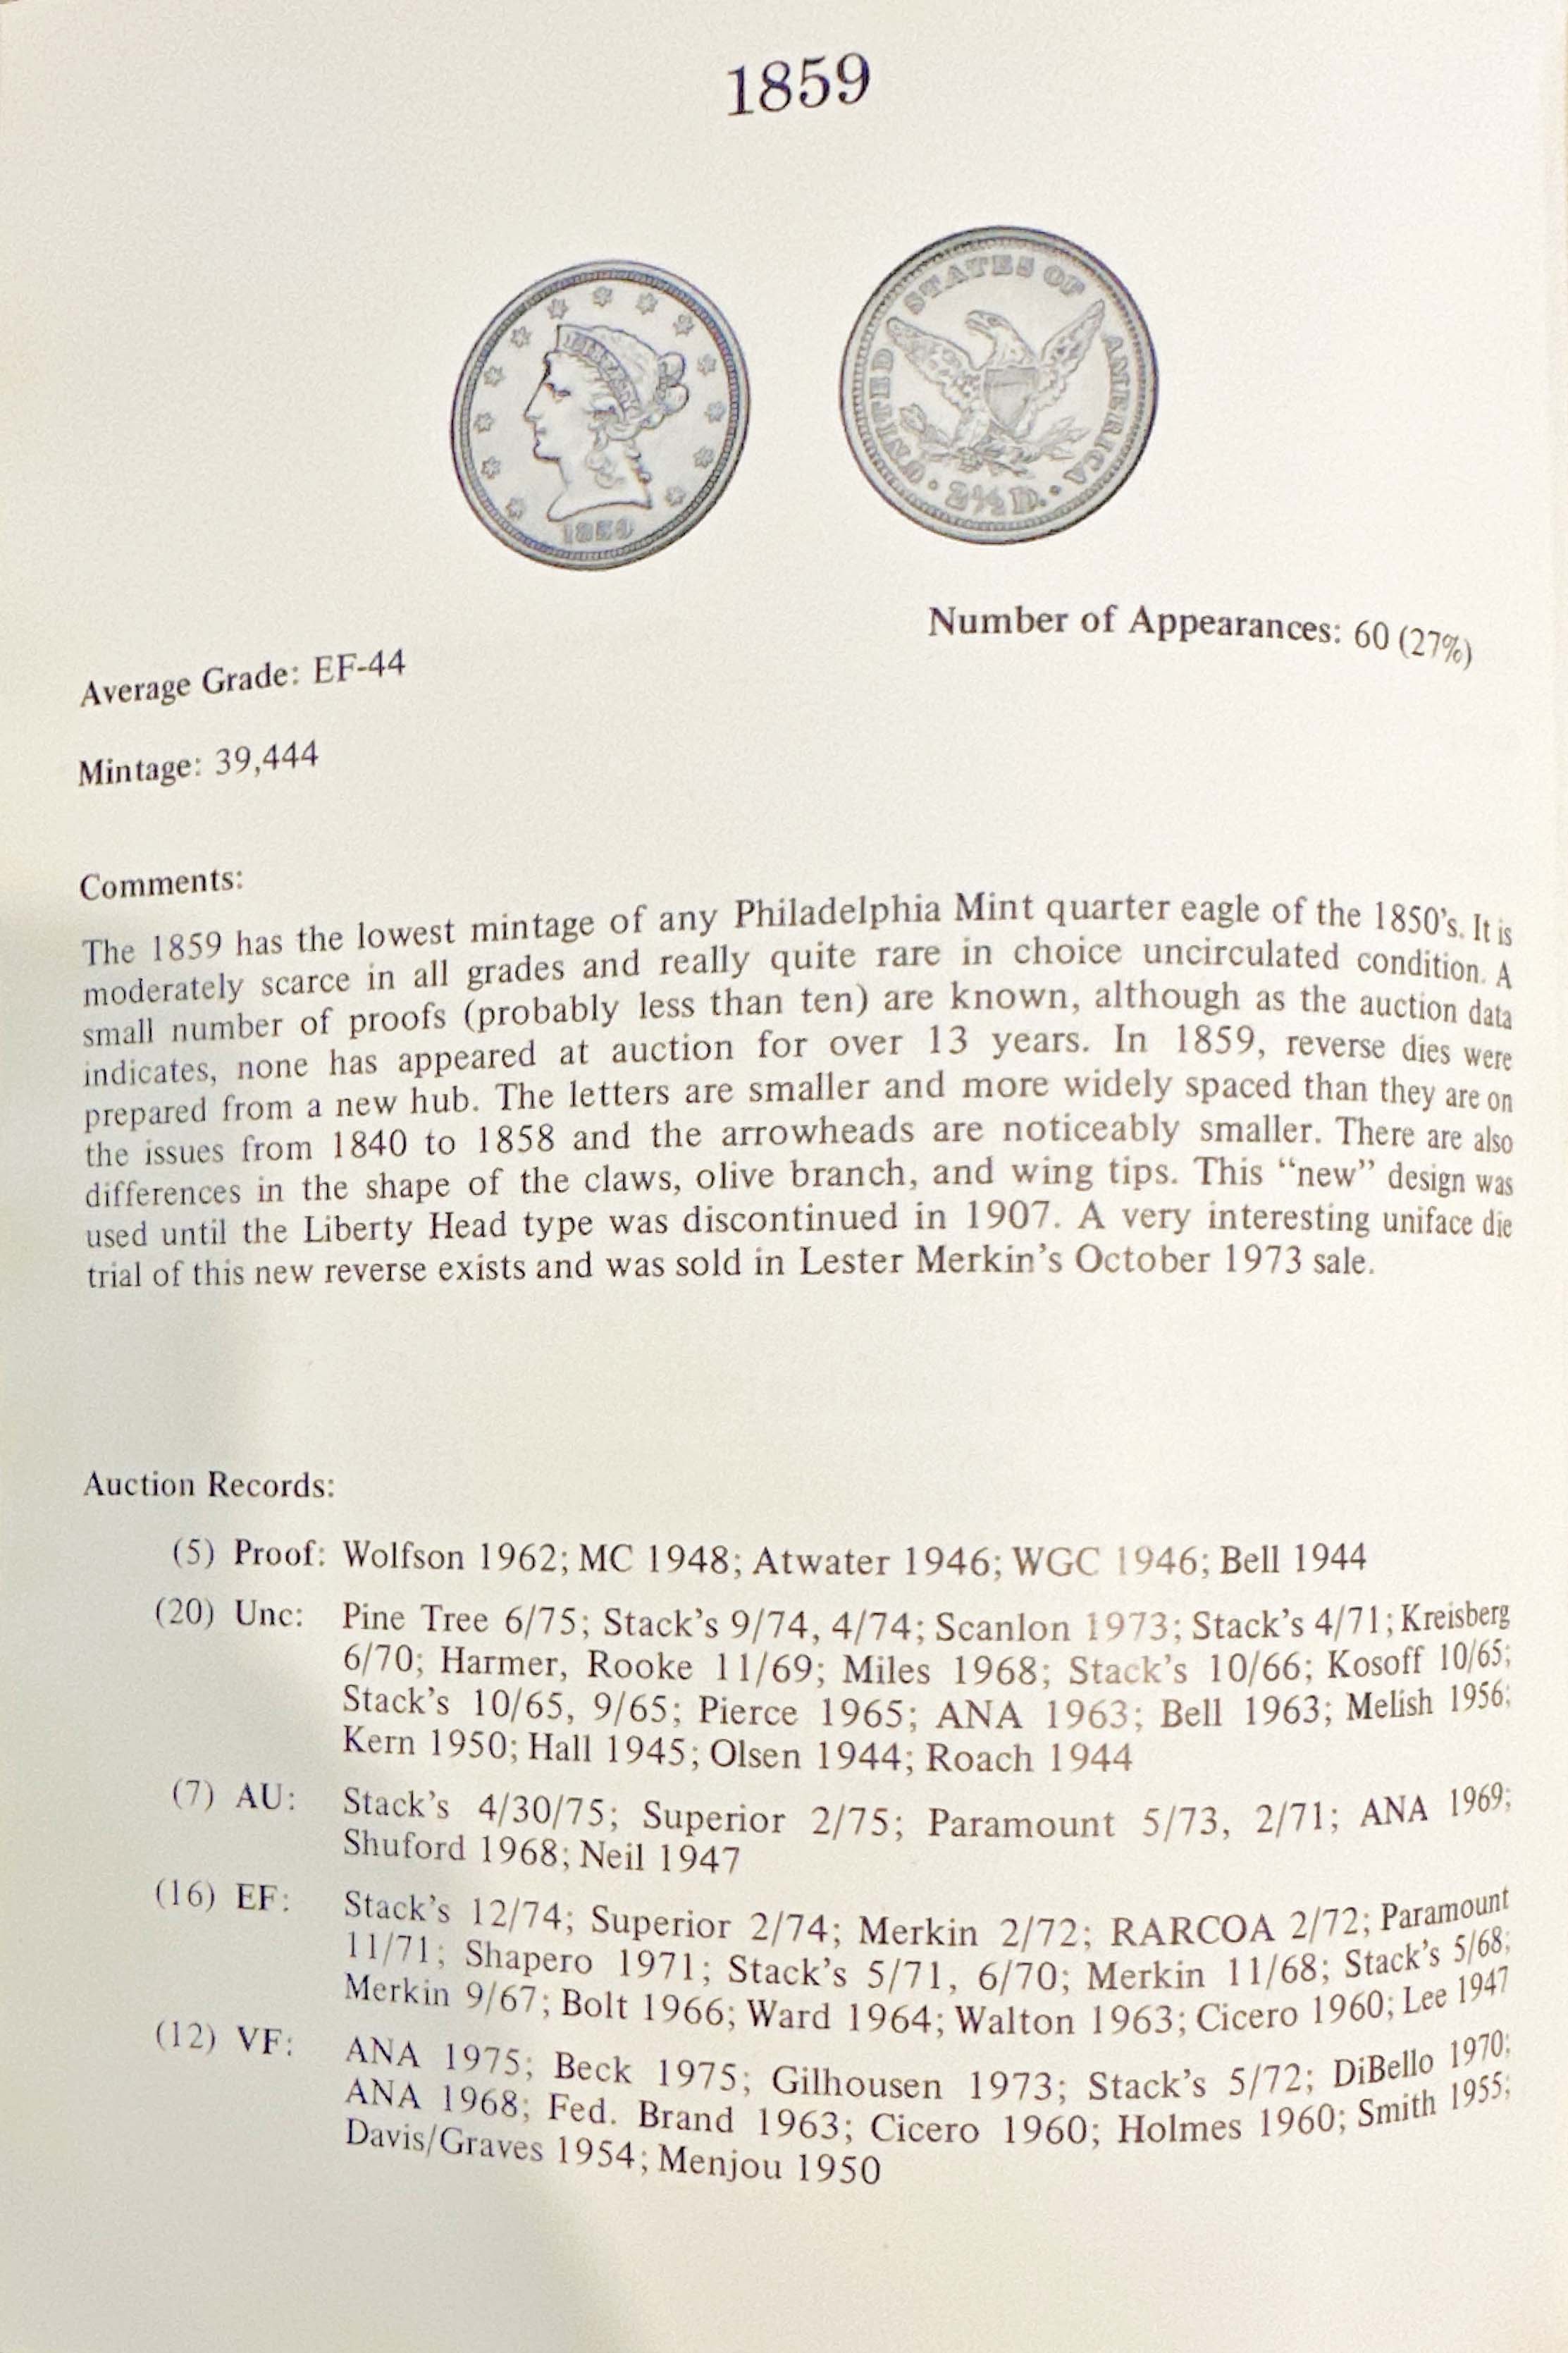 1859
LIBERTY
1859
UNITED STATES OF AMERICA
2½ D.
Number of Appearances: 60 (27%)
Average Grade: EF-44
Mintage: 39,444
Comments:
The 1859 has the lowest mintage of any Philadelphia Mint quarter eagle of the 1850's. It is
moderately scarce in all grades and really quite rare in choice uncirculated condition. A
small number of proofs (probably less than ten) are known, although as the auction data
indicates, none has appeared at auction for over 13 years. In 1859, reverse dies were
prepared from a new hub. The letters are smaller and more widely spaced than they are on
the issues from 1840 to 1858 and the arrowheads are noticeably smaller. There are also
differences in the shape of the claws, olive branch, and wing tips. This “new” design was
used until the Liberty Head type was discontinued in 1907. A very interesting uniface die
trial of this new reverse exists and was sold in Lester Merkin's October 1973 sale.
Auction Records:
(5) Proof: Wolfson 1962; MC 1948; Atwater 1946; WGC 1946; Bell 1944
(20) Unc: Pine Tree 6/75; Stack's 9/74, 4/74; Scanlon 1973; Stack's 4/71; Kreisberg
6/70; Harmer, Rooke 11/69; Miles 1968; Stack's 10/66; Kosoff 10/65;
Stack's 10/65, 9/65; Pierce 1965; ANA 1963; Bell 1963; Melish 1956;
Kern 1950; Hall 1945; Olsen 1944; Roach 1944
(7) AU: Stack's 4/30/75; Superior 2/75; Paramount 5/73, 2/71; ANA 1969;
Shuford 1968; Neil 1947
(16) EF: Stack's 12/74; Superior 2/74; Merkin 2/72; RARCOA 2/72; Paramount
11/71; Shapero 1971; Stack's 5/71, 6/70; Merkin 11/68; Stack's 5/68;
Merkin 9/67; Bolt 1966; Ward 1964; Walton 1963; Cicero 1960; Lee 1947
(12) VF: ANA 1975; Beck 1975; Gilhousen 1973; Stack's 5/72; DiBello 1970;
ANA 1968; Fed. Brand 1963; Cicero 1960; Holmes 1960; Smith 1955;
Davis/Graves 1954; Menjou 1950